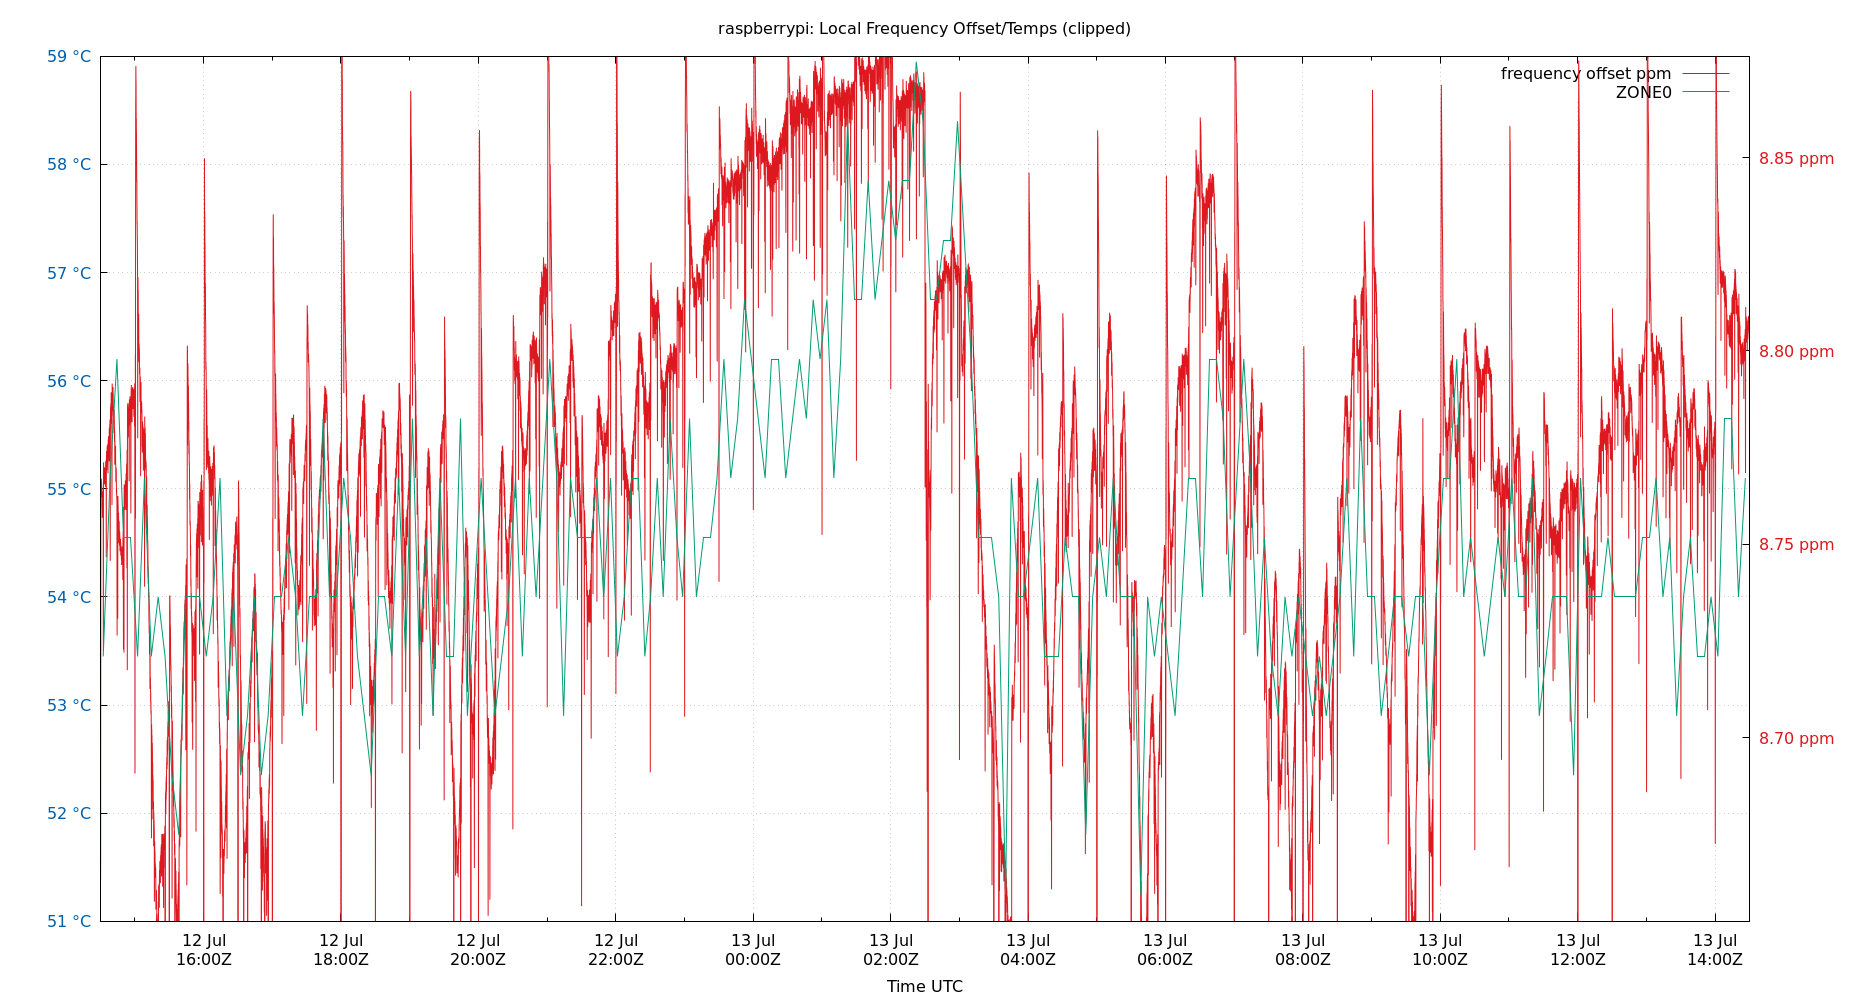 raspberrypi: Local Frequency Offset/Temps (clipped)
59 °C
58 °C
57 °C
56 °C
55 °C
54 °C
53 °C
52 °C
51 °C
frequency offset ppm
ZONE0
8.85 ppm
8.80 ppm
8.75 ppm
8.70 ppm
12 Jul 12 Jul 12 Jul 12 Jul 13 Jul 13 Jul 13 Jul 13 Jul 13 Jul 13 Jul 13 Jul 13 Jul
16:00Z 18:00Z 20:00Z 22:00Z 00:00Z 02:00Z 04:00Z 06:00Z 08:00Z 10:00Z 12:00Z 14:00Z
Time UTC